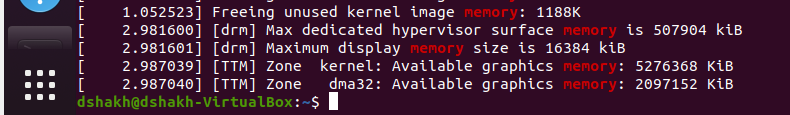 [    1.052523] Freeing unused kernel image memory: 1188K
[    2.981600] [drm] Max dedicated hypervisor surface memory is 507904 kiB
[    2.981601] [drm] Maximum display memory size is 16384 kiB
[    2.987039] [TTM] Zone  kernel: Available graphics memory: 5276368 KiB
[    2.987040] [TTM] Zone   dma32: Available graphics memory: 2097152 KiB
dshakh@dshakh-VirtualBox:~$